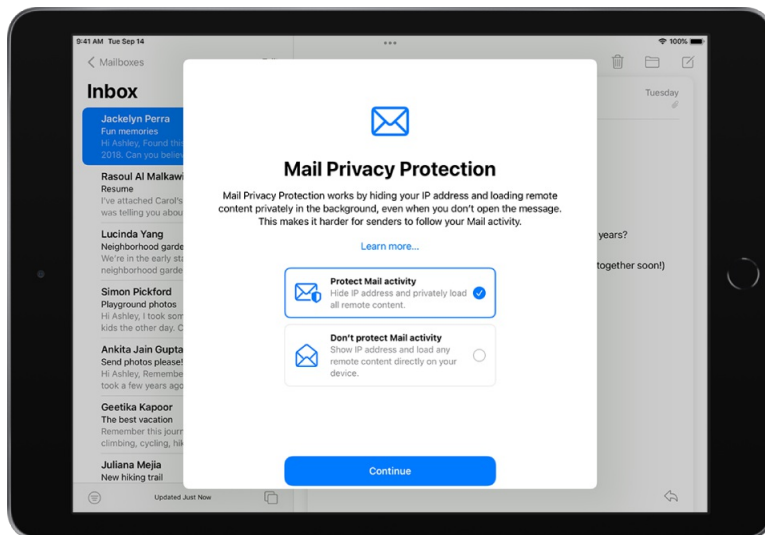 9:41 AM Tue Sep 14
100%
Mailboxes
Inbox
Jackelyn Perra
Fun memories
Hi Ashley, Found this
2018. Can you believ
Rasoul Al Malkawi
Resume
I've attached Carol's
was telling you abou
Lucinda Yang
Neighborhood garde
We're in the early sta
neighborhood garde
Simon Pickford
Playground photos
Hi Ashley, I took som
kids the other day. C
Ankita Jain Gupta
Send photos please!
Hi Ashley, Remembe
took a few years ago
Geetika Kapoor
The best vacation
Remember this journ
climbing, cycling, hik
Juliana Mejia
New hiking trail
Updated Just Now
Tuesday
years?
together soon!)
Mail Privacy Protection
Mail Privacy Protection works by hiding your IP address and loading remote
content privately in the background, even when you don't open the message.
This makes it harder for senders to follow your Mail activity.
Learn more...
Protect Mail activity
Hide IP address and privately load
all remote content.
Don't protect Mail activity
Show IP address and load any
remote content directly on your
device.
Continue